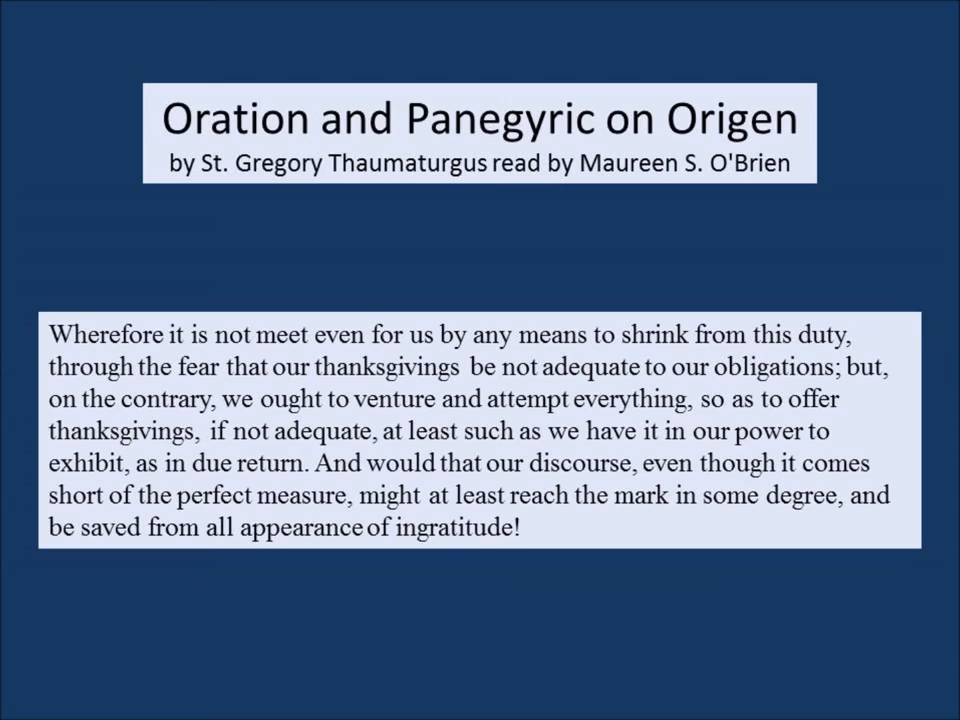 Oration and Panegyric on Origen
by St. Gregory Thaumaturgus read by Maureen S. O'Brien
Wherefore it is not meet even for us by any means to shrink from this duty,
through the fear that our thanksgivings be not adequate to our obligations; but,
on the contrary, we ought to venture and attempt everything, so as to offer
thanksgivings, if not adequate, at least such as we have it in our power to
exhibit, as in due return. And would that our discourse, even though it comes
short of the perfect measure, might at least reach the mark in some degree, and
be saved from all appearance of ingratitude!